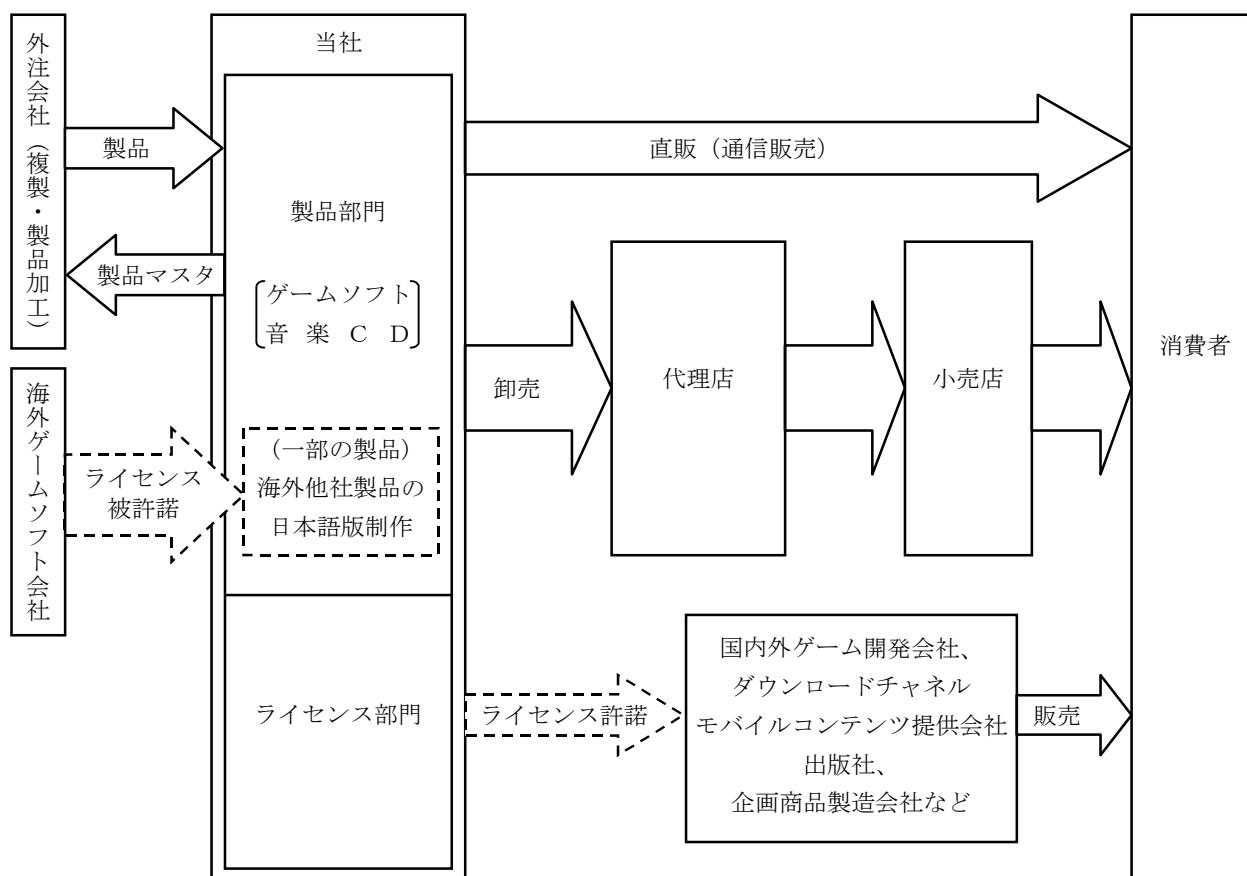 外注会社（複製・製品加工）
海外ゲームソフト会社
当社
製品
製品マスタ
ライセンス
被許諾
製品部門
ゲームソフト
音楽ＣＤ
（一部の製品）
海外他社製品の
日本語版制作
ライセンス部門
直販（通信販売）
卸売
代理店
小売店
ライセンス許諾
国内外ゲーム開発会社、
ダウンロードチャネル
モバイルコンテンツ提供会社
出版社、
企画商品製造会社など
販売
消費者